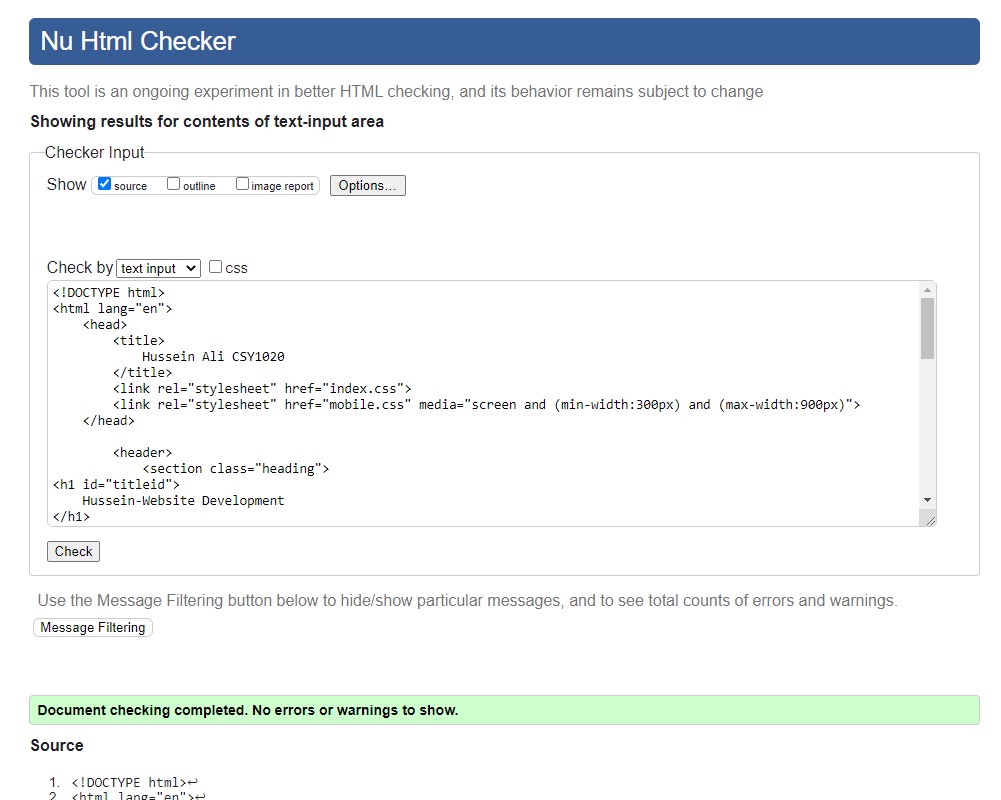 Nu Html Checker
This tool is an ongoing experiment in better HTML checking, and its behavior remains subject to change
Showing results for contents of text-input area
Checker Input
Show source outline image report Options...
Check by text input css
<!DOCTYPE html>
<html lang="en">
    <head>
        <title>
            Hussein Ali CSY1020
        </title>
        <link rel="stylesheet" href="index.css">
        <link rel="stylesheet" href="mobile.css" media="screen and (min-width:300px) and (max-width:900px)">
    </head>
        <header>
            <section class="heading">
<h1 id="titleid">
    Hussein-Website Development
</h1>
Check
Use the Message Filtering button below to hide/show particular messages, and to see total counts of errors and warnings.
Message Filtering
Document checking completed. No errors or warnings to show.
Source
1. <!DOCTYPE html>↩
2. <html lang="en">↩